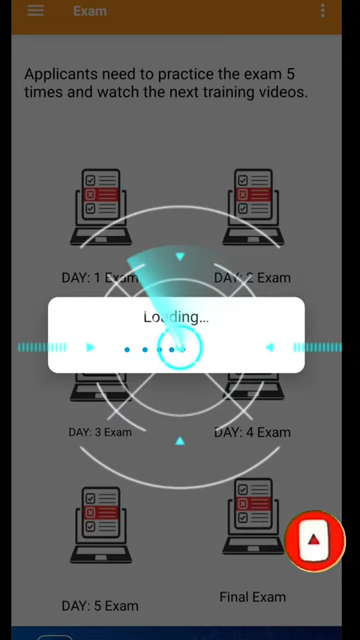 Exam
Applicants need to practice the exam 5
times and watch the next training videos.
DAY: 1 Exam
DAY: 2 Exam
Loading...
DAY: 3 Exam
DAY: 4 Exam
DAY: 5 Exam
Final Exam